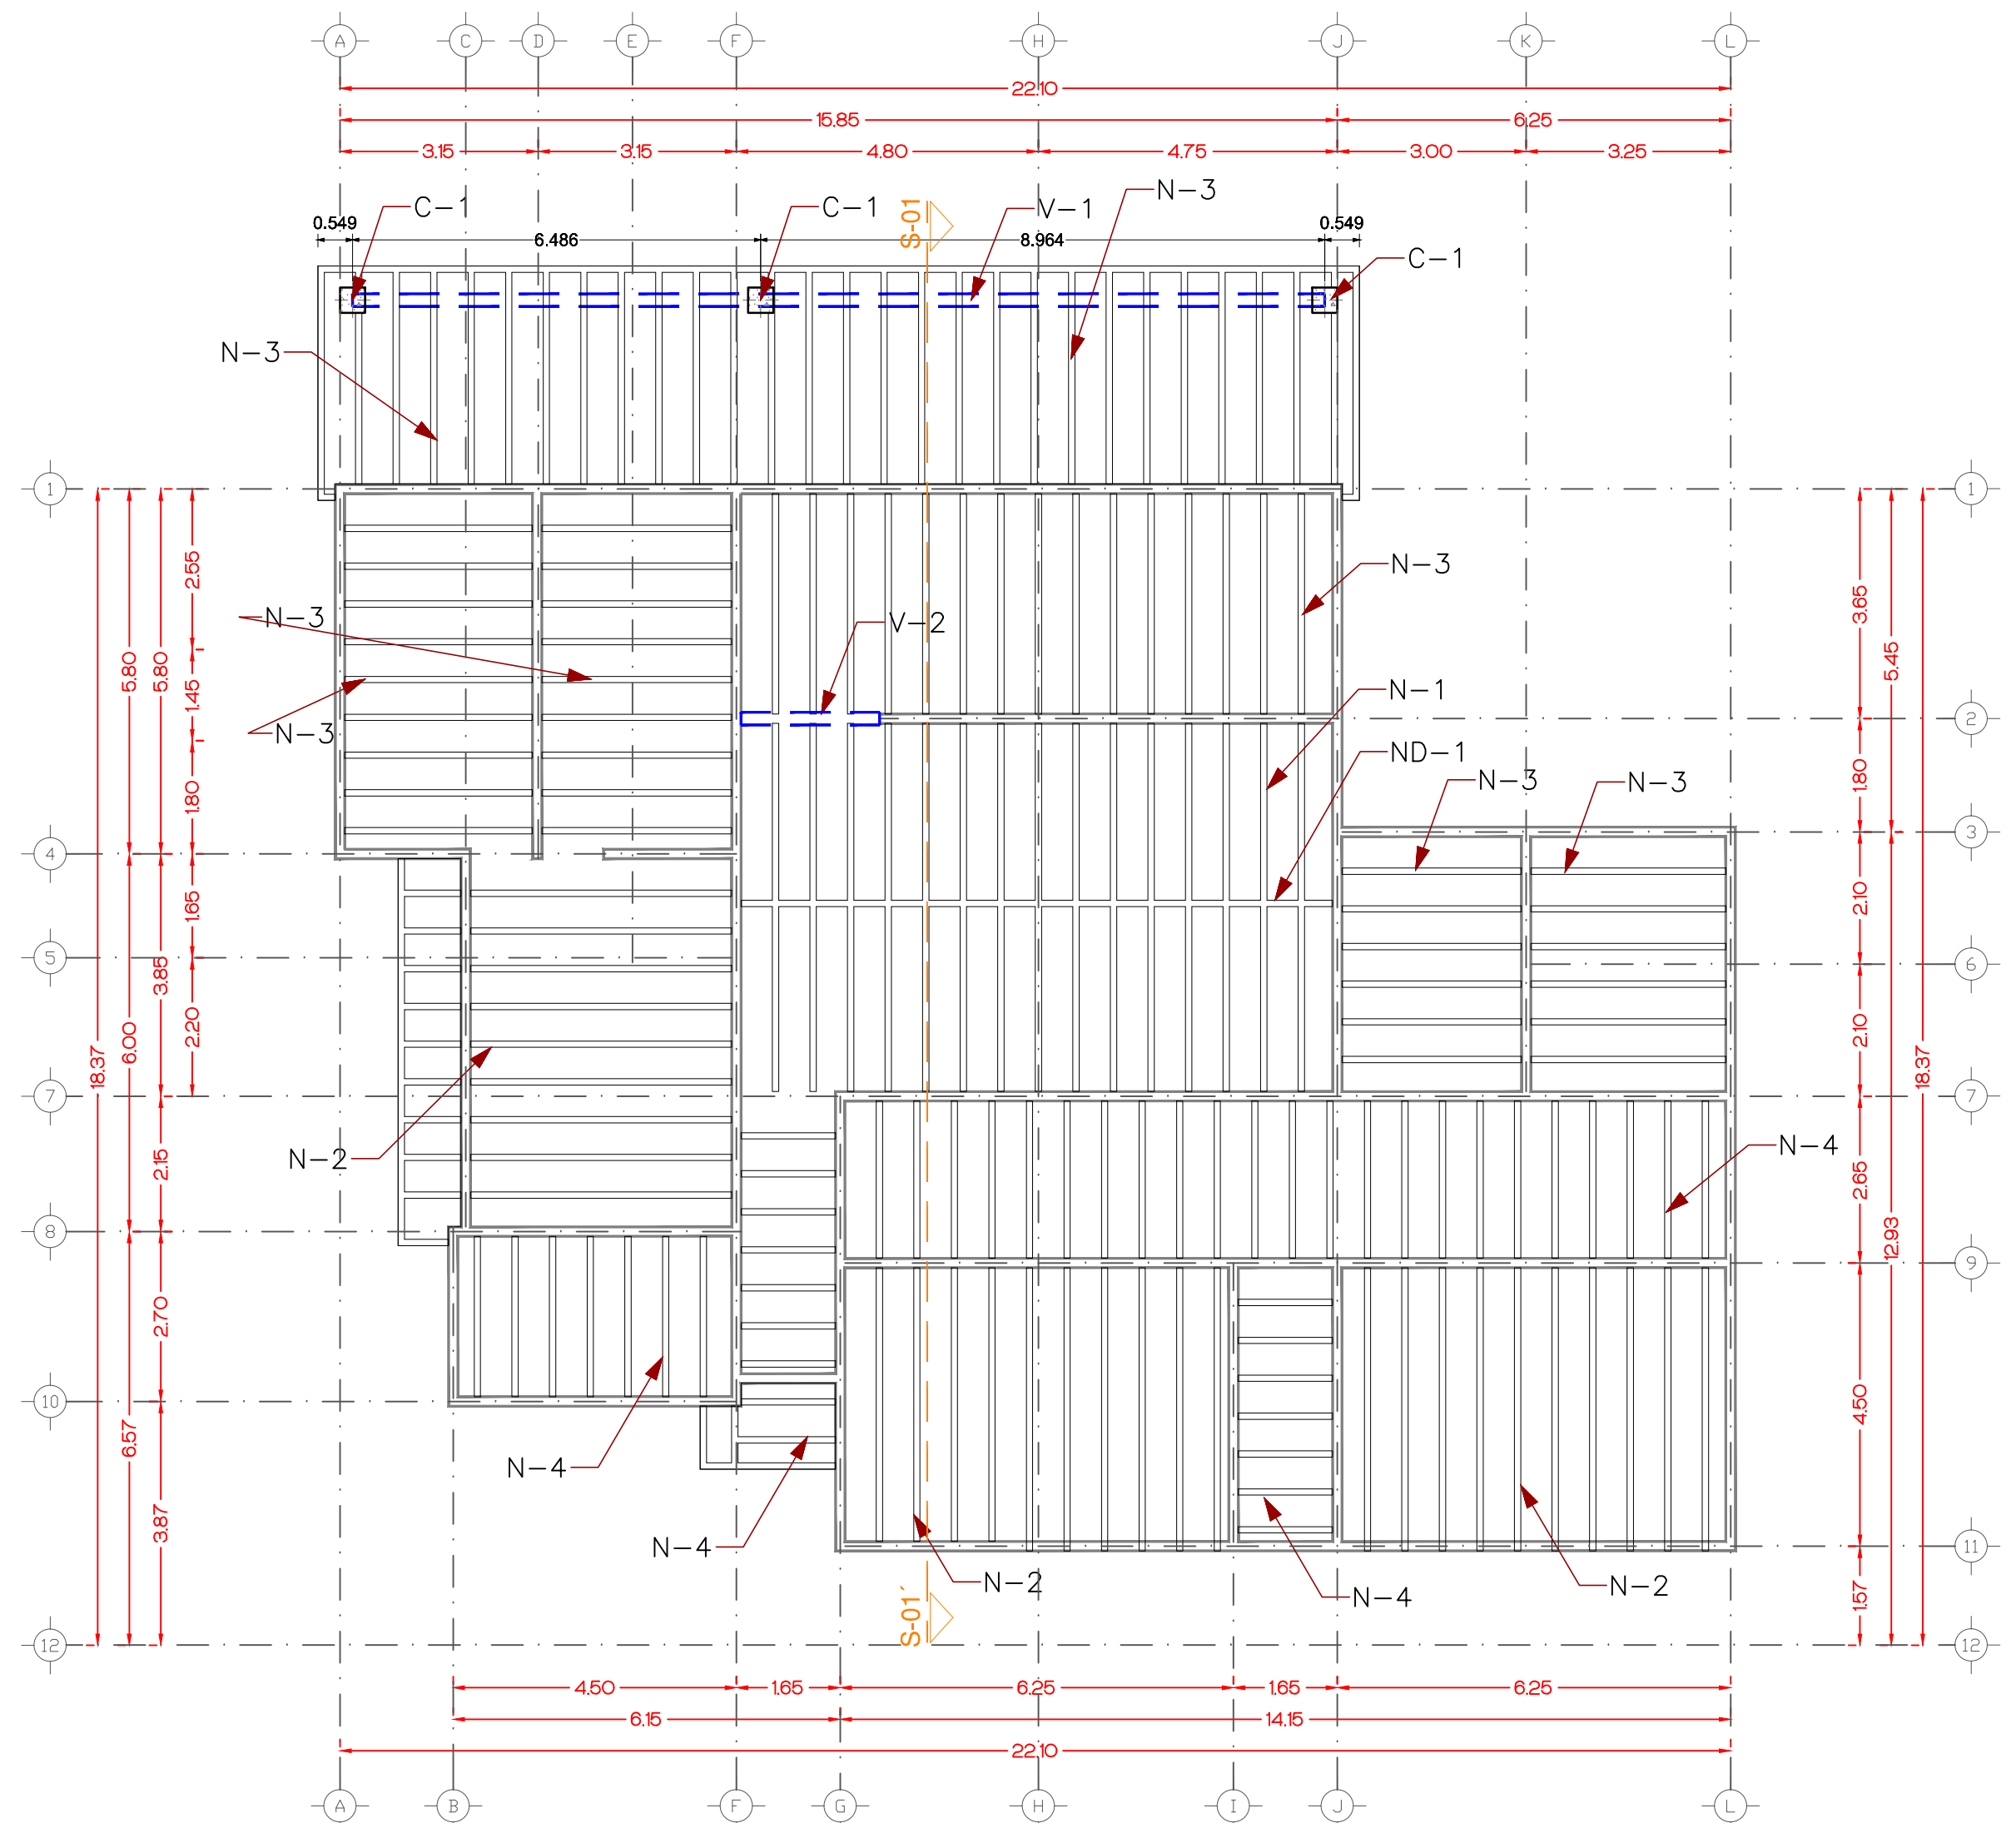 A C D E F H J K L
22.10
15.85 6.25
3.15 3.15 4.80 4.75 3.00 3.25
N-3
C-1 C-1 V-1
S-01
0.549 6.486 8.964 0.549
C-1
N-3
1 1
2.55 3.65
N-3
N-3 V-2
5.80 5.80 1.45 5.45
N-1
2
N-3
ND-1
1.80 1.80
N-3 N-3
3
4
1.65 2.10
5 6
3.85
2.20 6.00 2.10
18.37 18.37
7 7
N-2 2.15 2.65 N-4
8 12.93
9
2.70
10
6.57 4.50
N-4
3.87
N-4
11
N-2 N-4 N-2
1.57
S-01´
12 12
4.50 1.65 6.25 1.65 6.25
6.15 14.15
22.10
A B F G H I J L